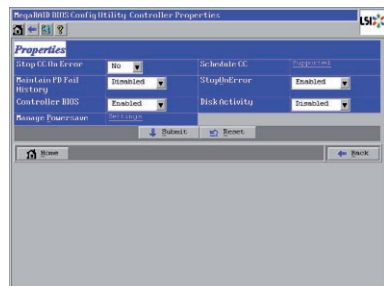 MegaRAID BIOS Config Utility Controller Properties
LSI
Properties
Stop CC On Error No Schedule CC Supported
Maintain PD Fail History Disabled StopOnError Enabled
Controller BIOS Enabled Disk Activity Disabled
Manage Powersave Settings
Submit Reset
Home Back